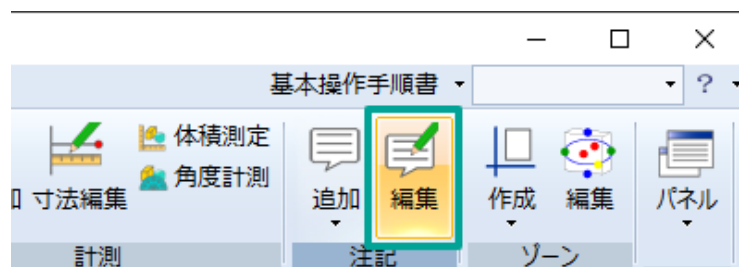 基本操作手順書
?
体積測定
角度計測
寸法編集
追加
編集
作成
編集
パネル
計測
注記
ゾーン